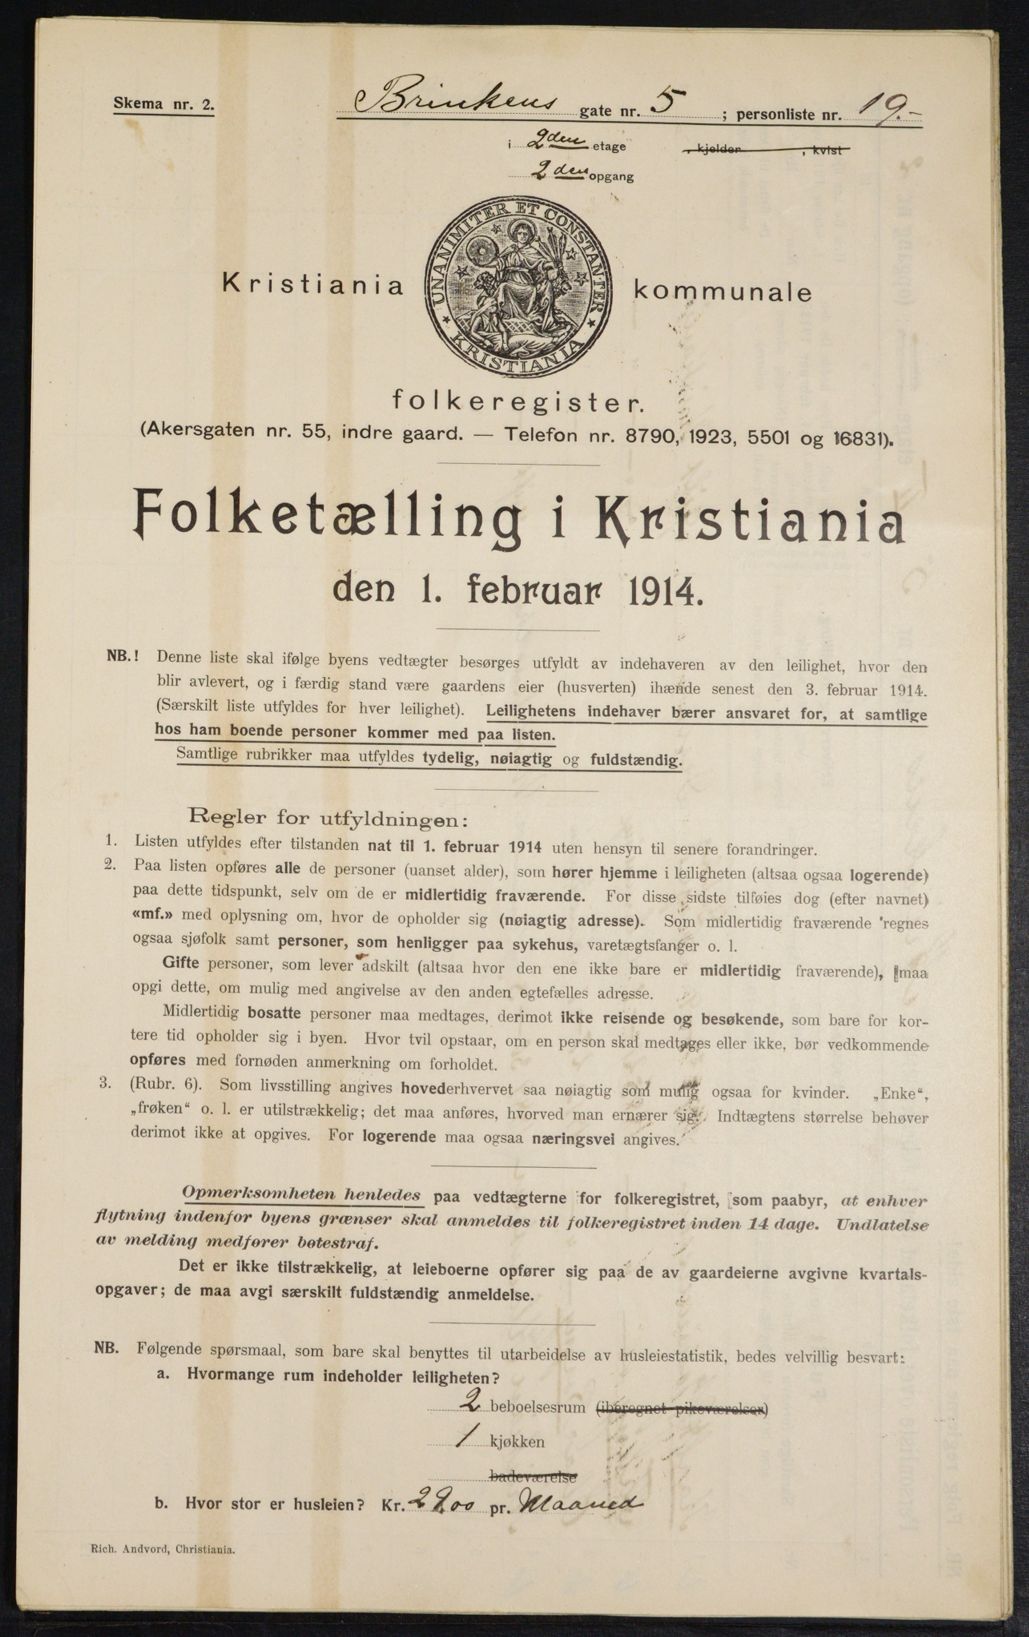 Skema nr. 2.
Brinkens gate nr. 5 ; personliste nr. 19.-
i 2den etage , kjelder , kvist
2den opgang
UNANIMITER ET CONSTANTER
KRISTIANIA
Kristiania kommunale
folkeregister.
(Akersgaten nr. 55, indre gaard. — Telefon nr. 8790, 1923, 5501 og 16831).
Folketælling i Kristiania
den 1. februar 1914.
NB.! Denne liste skal ifølge byens vedtægter besørges utfyldt av indehaveren av den leilighet, hvor den
blir avlevert, og i færdig stand være gaardens eier (husverten) ihænde senest den 3. februar 1914.
(Særskilt liste utfyldes for hver leilighet). Leilighetens indehaver bærer ansvaret for, at samtlige
hos ham boende personer kommer med paa listen.
Samtlige rubrikker maa utfyldes tydelig, nøiagtig og fuldstændig.
Regler for utfyldningen:
1. Listen utfyldes efter tilstanden nat til 1. februar 1914 uten hensyn til senere forandringer.
2. Paa listen opføres alle de personer (uanset alder), som hører hjemme i leiligheten (altsaa ogsaa logerende)
paa dette tidspunkt, selv om de er midlertidig fraværende. For disse sidste tilføies dog (efter navnet)
«mf.» med oplysning om, hvor de opholder sig (nøiagtig adresse). Som midlertidig fraværende regnes
ogsaa sjøfolk samt personer, som henligger paa sykehus, varetægtsfanger o. l.
Gifte personer, som lever adskilt (altsaa hvor den ene ikke bare er midlertidig fraværende), maa
opgi dette, om mulig med angivelse av den anden egtefælles adresse.
Midlertidig bosatte personer maa medtages, derimot ikke reisende og besøkende, som bare for kor-
tere tid opholder sig i byen. Hvor tvil opstaar, om en person skal medtages eller ikke, bør vedkommende
opføres med fornøden anmerkning om forholdet.
3. (Rubr. 6). Som livsstilling angives hovederhvervet saa nøiagtig som mulig ogsaa for kvinder. „Enke“,
„frøken“ o. l. er utilstrækkelig; det maa anføres, hvorved man ernærer sig. Indtægtens størrelse behøver
derimot ikke at opgives. For logerende maa ogsaa næringsvei angives.
Opmerksomheten henledes paa vedtægterne for folkeregistret, som paabyr, at enhver
flytning indenfor byens grænser skal anmeldes til folkeregistret inden 14 dage. Undlatelse
av melding medfører bøtestraf.
Det er ikke tilstrækkelig, at leieboerne opfører sig paa de av gaardeierne avgivne kvartals-
opgaver; de maa avgi særskilt fuldstændig anmeldelse.
NB. Følgende spørsmaal, som bare skal benyttes til utarbeidelse av husleiestatistik, bedes velvillig besvart:
a. Hvormange rum indeholder leiligheten?
2 beboelsesrum (iberegnet pikeværelser)
1 kjøkken
badeværelse
b. Hvor stor er husleien? Kr. 22 00 pr. Maaned
Rich. Andvord, Christiania.